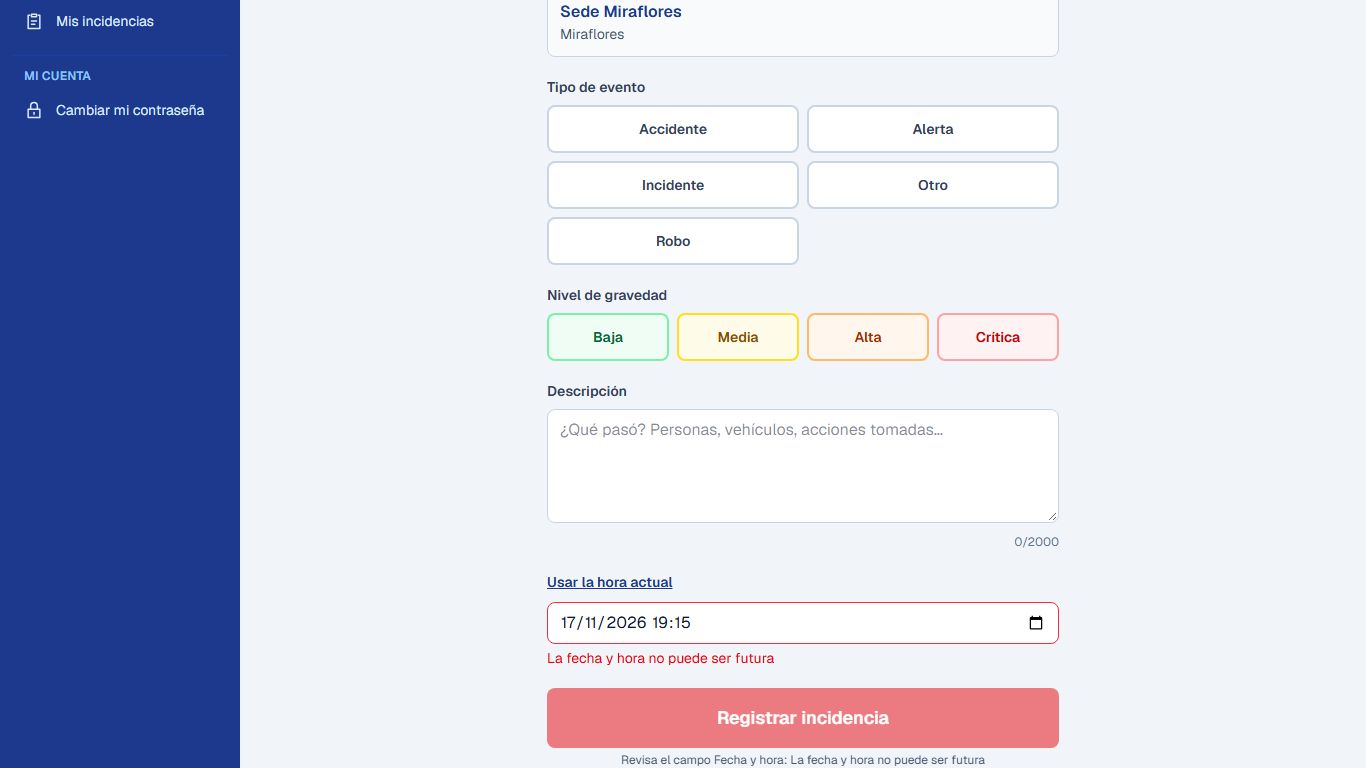 Mis incidencias
MI CUENTA
Cambiar mi contraseña
Sede Miraflores
Miraflores
Tipo de evento
Accidente
Alerta
Incidente
Otro
Robo
Nivel de gravedad
Baja
Media
Alta
Crítica
Descripción
¿Qué pasó? Personas, vehículos, acciones tomadas...
0/2000
Usar la hora actual
17/11/2026 19:15
La fecha y hora no puede ser futura
Registrar incidencia
Revisa el campo Fecha y hora: La fecha y hora no puede ser futura